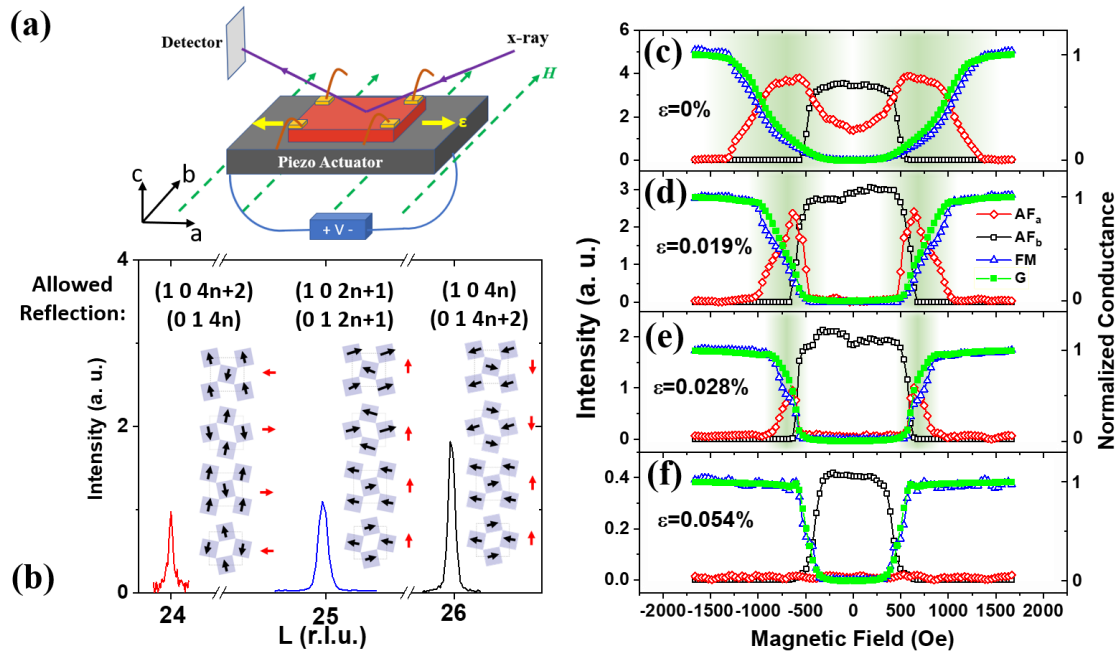 (a)
Detector
x-ray
H
ε
Piezo Actuator
c
b
a
+ V -
Allowed
Reflection:
(1 0 4n+2)
(0 1 4n)
(1 0 2n+1)
(0 1 2n+1)
(1 0 4n)
(0 1 4n+2)
Intensity (a. u.)
4
2
0
(b)
24
25
26
L (r.l.u.)
(c)
ε=0%
6
4
2
0
1
0
(d)
ε=0.019%
3
2
1
0
1
0
AFa
AFb
FM
G
(e)
ε=0.028%
2
1
0
1
0
(f)
ε=0.054%
0.4
0.2
0.0
1
0
Intensity (a. u.)
Normalized Conductance
-2000 -1500 -1000 -500 0 500 1000 1500 2000
Magnetic Field (Oe)